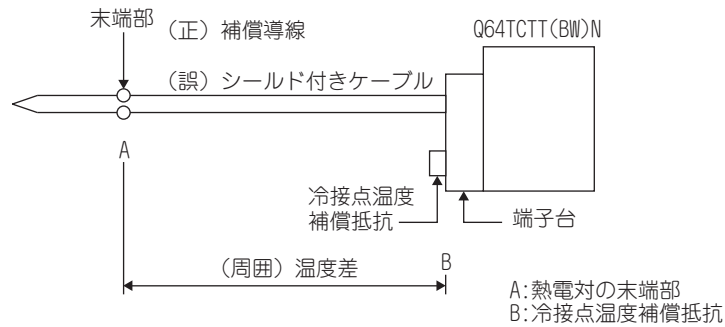 末端部
(正) 補償導線
Q64TCTT(BW)N
(誤) シールド付きケーブル
A
冷接点温度
補償抵抗
端子台
(周囲) 温度差
B
A:熱電対の末端部
B:冷接点温度補償抵抗